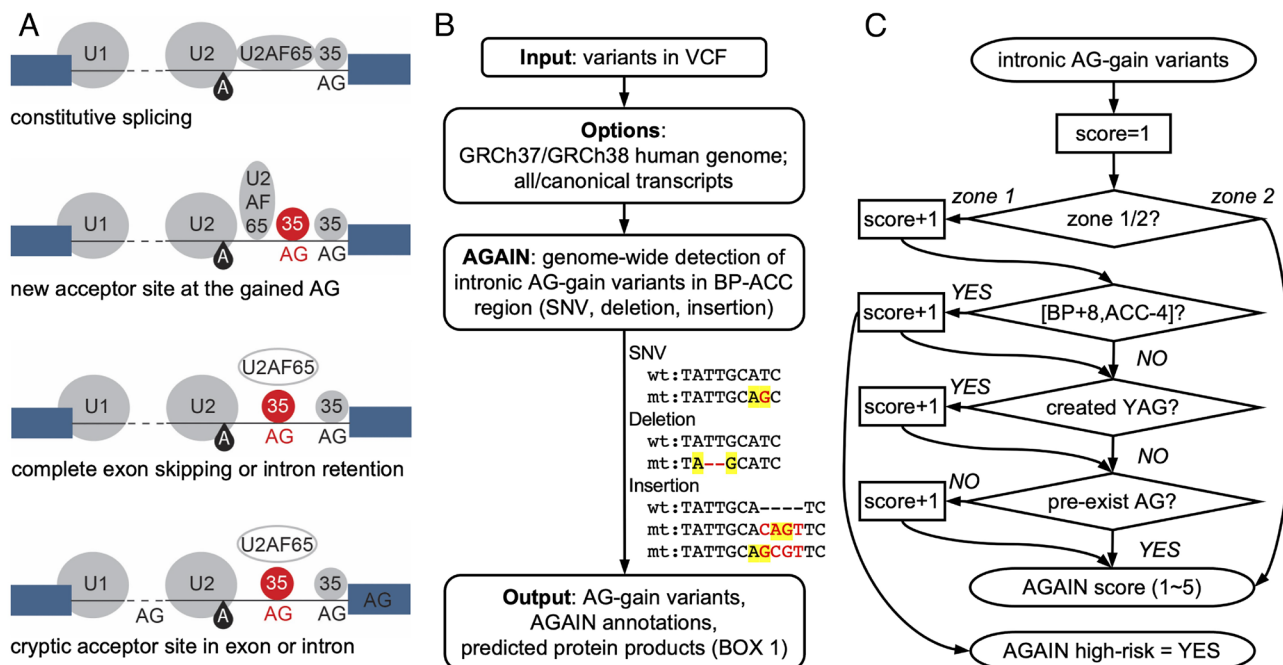 A
U1
U2
U2AF65
35
A
AG
constitutive splicing
U1
U2
U2
AF
65
35
35
A
AG
AG
new acceptor site at the gained AG
U2AF65
U1
U2
35
35
A
AG
AG
complete exon skipping or intron retention
U2AF65
U1
U2
35
35
AG
AG
A
AG
AG
cryptic acceptor site in exon or intron
B
Input: variants in VCF
Options:
GRCh37/GRCh38 human genome;
all/canonical transcripts
AGAIN: genome-wide detection of
intronic AG-gain variants in BP-ACC
region (SNV, deletion, insertion)
SNV
wt:TATTGCATC
mt:TATTGCAGC
Deletion
wt:TATTGCATC
mt:TA--GCATC
Insertion
wt:TATTGCA----TC
mt:TATTGCACAGTTC
mt:TATTGCAGCGTTC
Output: AG-gain variants,
AGAIN annotations,
predicted protein products (BOX 1)
C
intronic AG-gain variants
score=1
zone 1
zone 2
score+1
zone 1/2?
YES
score+1
[BP+8,ACC-4]?
NO
YES
score+1
created YAG?
NO
NO
score+1
pre-exist AG?
YES
AGAIN score (1~5)
AGAIN high-risk = YES